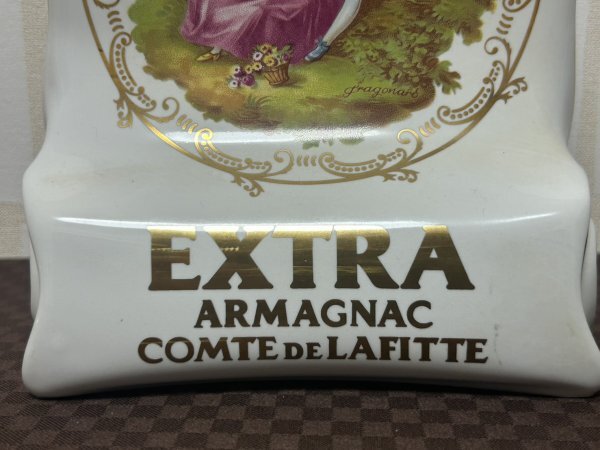 Fragonard
EXTRA
ARMAGNAC
COMTE DE LAFITTE